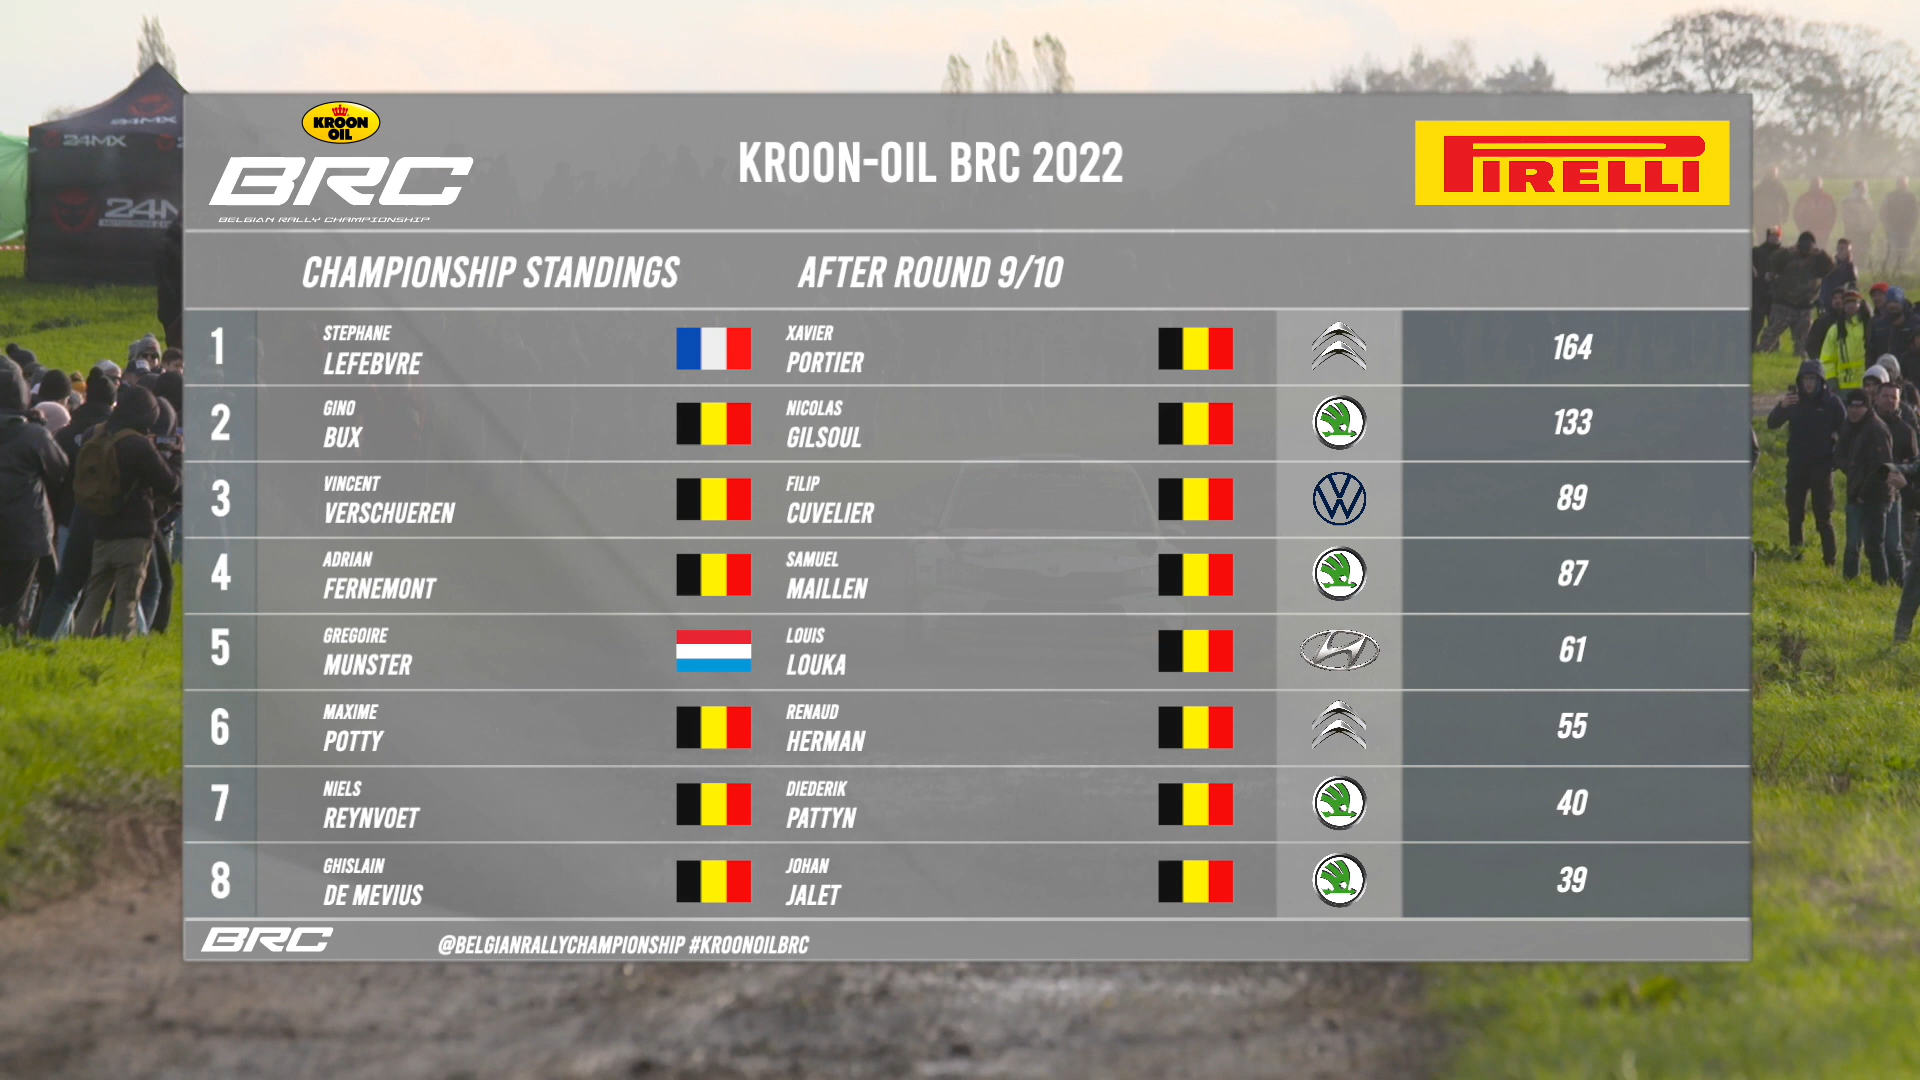 24MX
24MX
KROON
OIL
BRC
BELGIAN RALLY CHAMPIONSHIP
KROON-OIL BRC 2022
PIRELLI
CHAMPIONSHIP STANDINGS AFTER ROUND 9/10
1 STEPHANE LEFEBVRE XAVIER PORTIER 164
2 GINO BUX NICOLAS GILSOUL 133
3 VINCENT VERSCHUEREN FILIP CUVELIER 89
4 ADRIAN FERNEMONT SAMUEL MAILLEN 87
5 GREGOIRE MUNSTER LOUIS LOUKA 61
6 MAXIME POTTY RENAUD HERMAN 55
7 NIELS REYNVOET DIEDERIK PATTYN 40
8 GHISLAIN DE MEVIUS JOHAN JALET 39
BRC @BELGIANRALLYCHAMPIONSHIP #KROONOILBRC